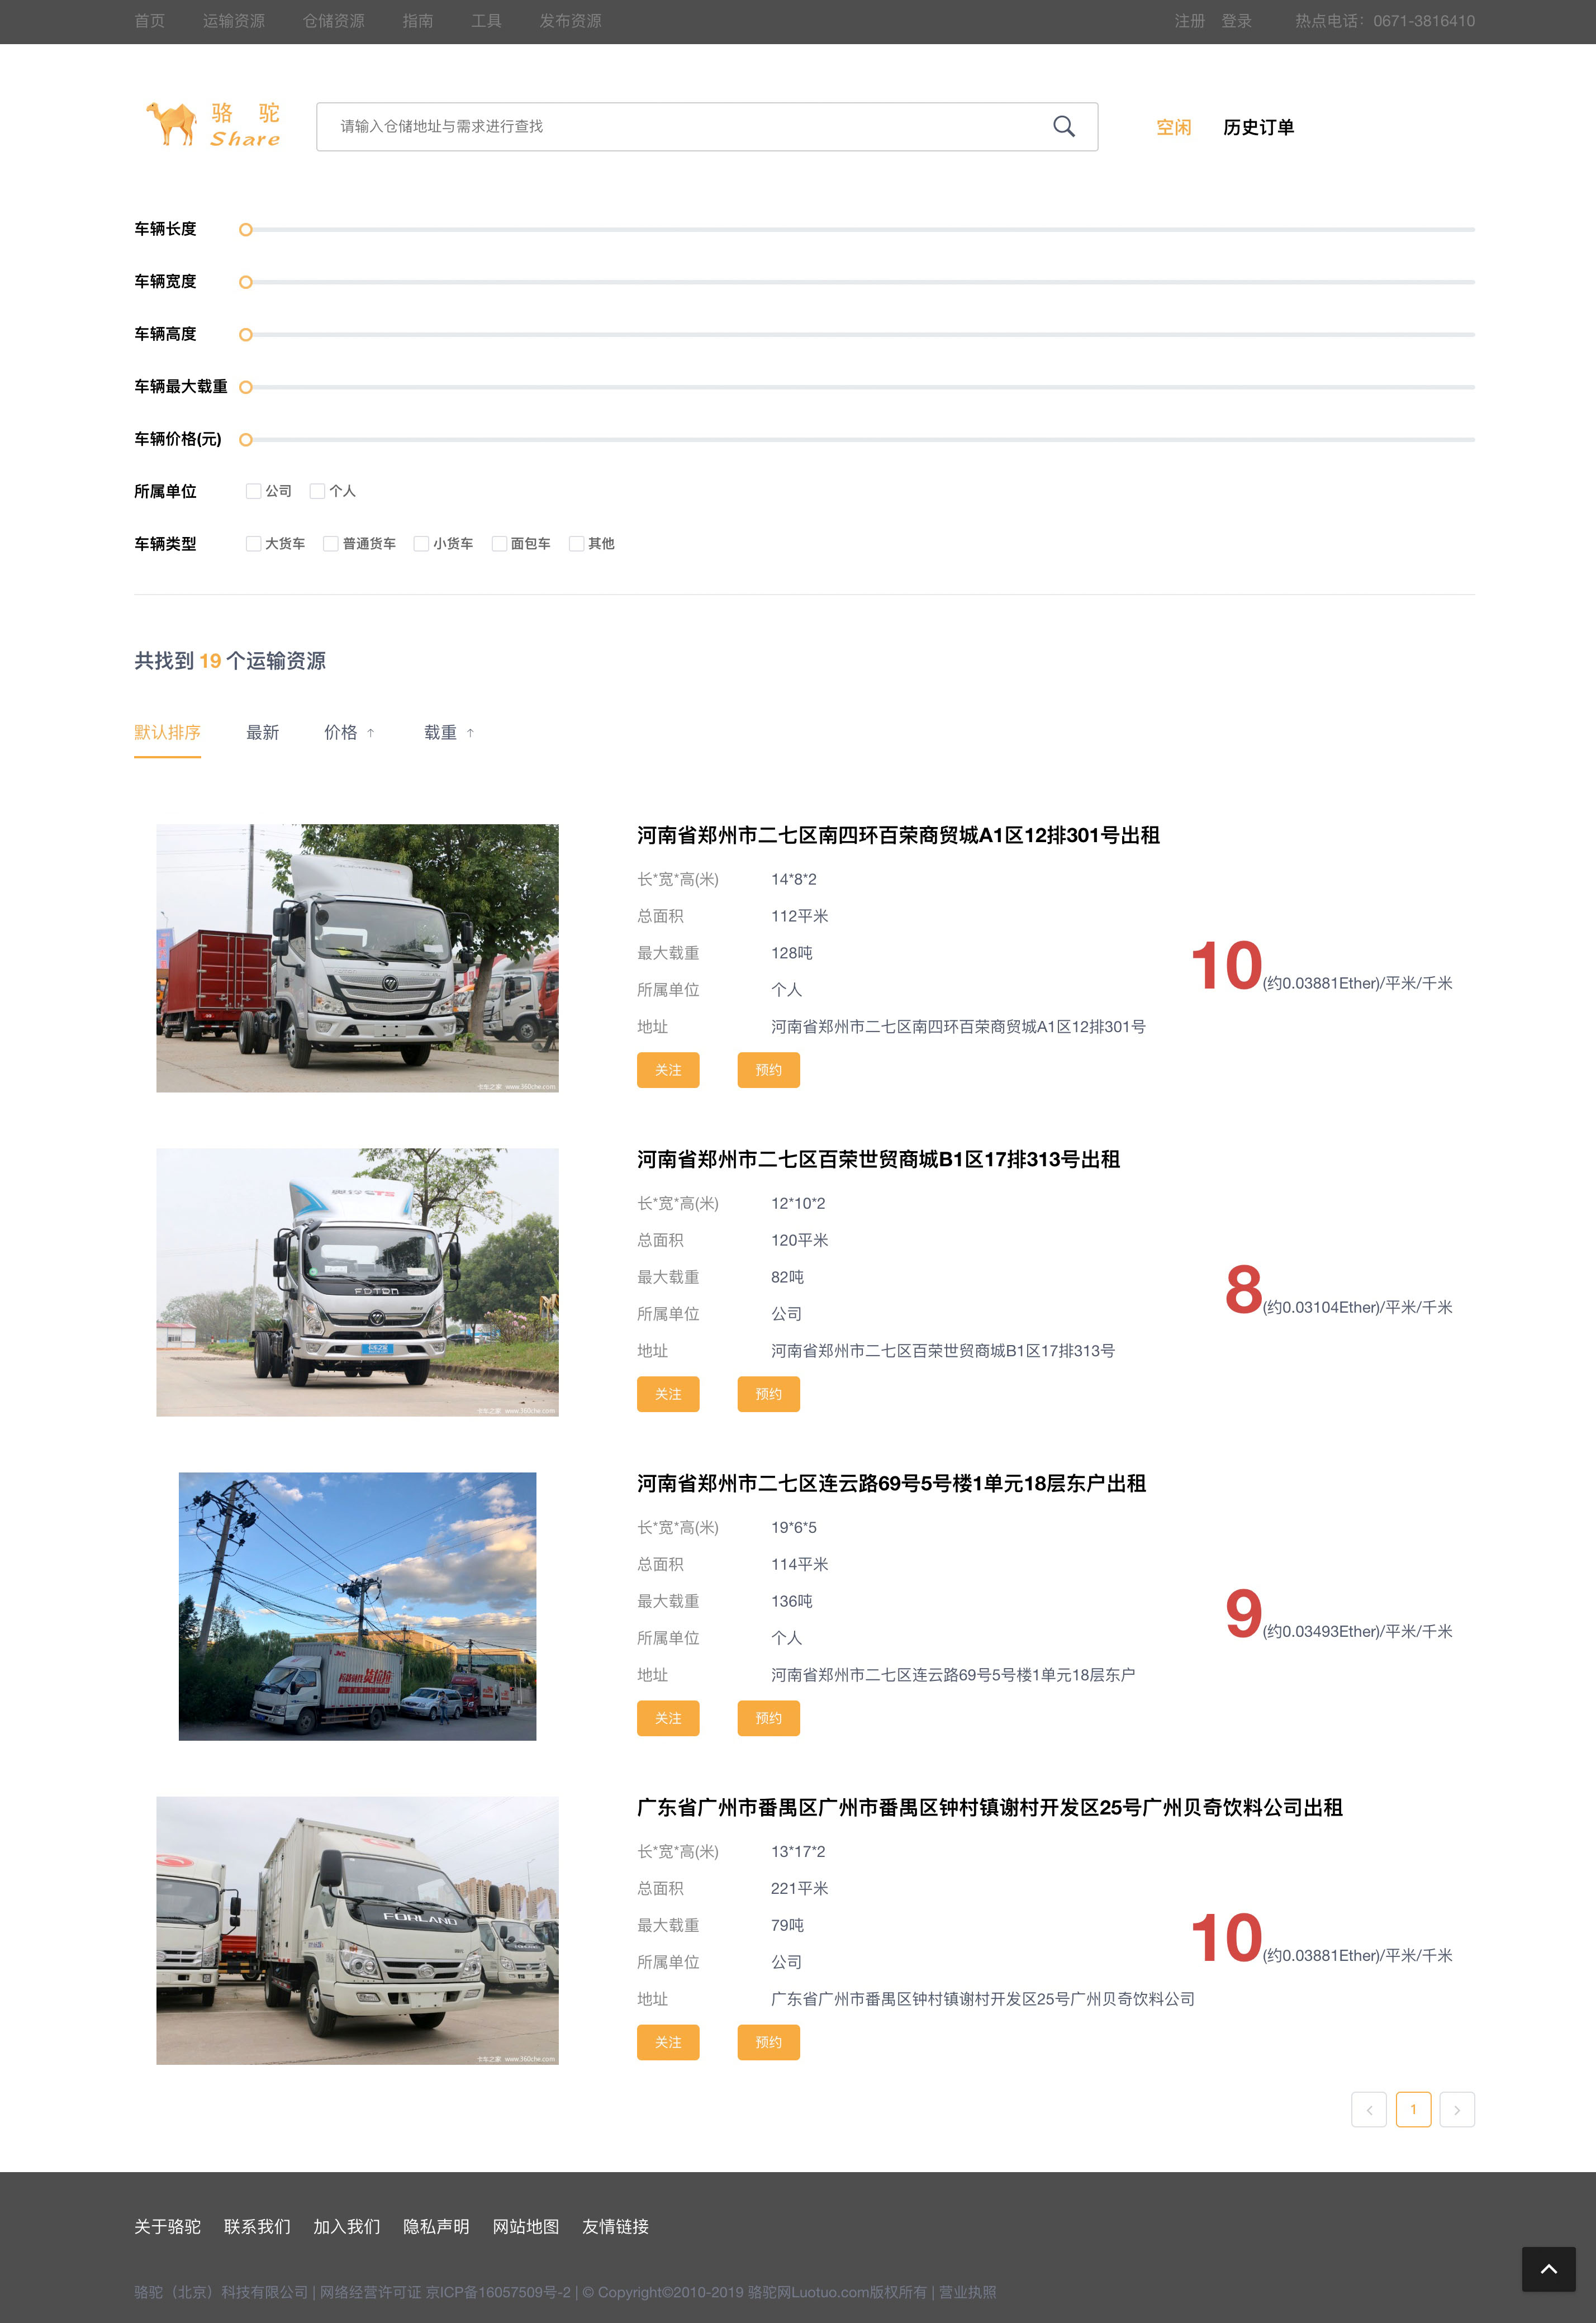 首页 运输资源 仓储资源 指南 工具 发布资源 注册 登录 热点电话：0671-3816410
骆 驼
Share
请输入仓储地址与需求进行查找
空闲 历史订单
车辆长度
车辆宽度
车辆高度
车辆最大载重
车辆价格(元)
所属单位 公司 个人
车辆类型 大货车 普通货车 小货车 面包车 其他
共找到 19 个运输资源
默认排序 最新 价格 ↑ 载重 ↑
河南省郑州市二七区南四环百荣商贸城A1区12排301号出租
长*宽*高(米) 14*8*2
总面积 112平米
最大载重 128吨
所属单位 个人
地址 河南省郑州市二七区南四环百荣商贸城A1区12排301号
10(约0.03881Ether)/平米/千米
关注 预约
卡车之家 www.360che.com
河南省郑州市二七区百荣世贸商城B1区17排313号出租
长*宽*高(米) 12*10*2
总面积 120平米
最大载重 82吨
所属单位 公司
地址 河南省郑州市二七区百荣世贸商城B1区17排313号
8(约0.03104Ether)/平米/千米
关注 预约
FOTON
卡车之家 www.360che.com
河南省郑州市二七区连云路69号5号楼1单元18层东户出租
长*宽*高(米) 19*6*5
总面积 114平米
最大载重 136吨
所属单位 个人
地址 河南省郑州市二七区连云路69号5号楼1单元18层东户
9(约0.03493Ether)/平米/千米
关注 预约
货拉拉
广东省广州市番禺区广州市番禺区钟村镇谢村开发区25号广州贝奇饮料公司出租
长*宽*高(米) 13*17*2
总面积 221平米
最大载重 79吨
所属单位 公司
地址 广东省广州市番禺区钟村镇谢村开发区25号广州贝奇饮料公司
10(约0.03881Ether)/平米/千米
关注 预约
FORLAND
卡车之家 www.360che.com
1
关于骆驼 联系我们 加入我们 隐私声明 网站地图 友情链接
骆驼（北京）科技有限公司 | 网络经营许可证 京ICP备16057509号-2 | © Copyright©2010-2019 骆驼网Luotuo.com版权所有 | 营业执照